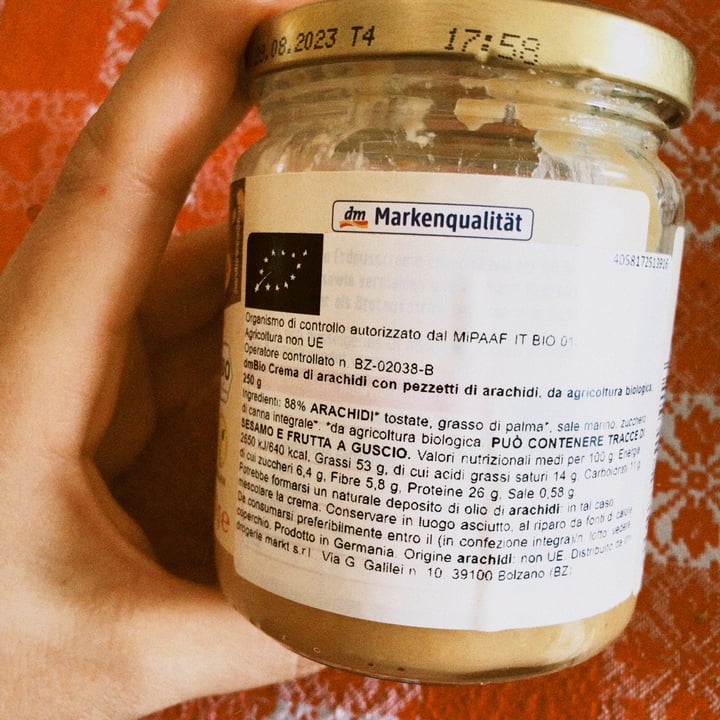 .08.2023 T4 17:58
dm Markenqualität
4058172513916
Organismo di controllo autorizzato dal MiPAAF IT BIO
Agricoltura non UE
Operatore controllato n. BZ-02038-B
dmBio Crema di arachidi con pezzetti di arachidi, da agricoltura biologica.
250 g
Ingredienti: 88% ARACHIDI* tostate, grasso di palma*, sale marino, zucchero
di canna integrale*. *da agricoltura biologica. PUÒ CONTENERE TRACCE DI
SESAMO E FRUTTA A GUSCIO. Valori nutrizionali medi per 100 g: Energia
2650 kJ/640 kcal, Grassi 53 g, di cui acidi grassi saturi 14 g, Carboidrati 11 g
di cui zuccheri 6,4 g, Fibre 5,8 g, Proteine 26 g, Sale 0,58 g
Potrebbe formarsi un naturale deposito di olio di arachidi: in tal caso,
mescolare la crema. Conservare in luogo asciutto, al riparo da fonti di calore
Da consumarsi preferibilmente entro il (in confezione integra)/n. lotto: vedere
coperchio. Prodotto in Germania. Origine arachidi: non UE. Distribuito da dm
drogerie markt s.r.l. Via G. Galilei n. 10, 39100 Bolzano (BZ)